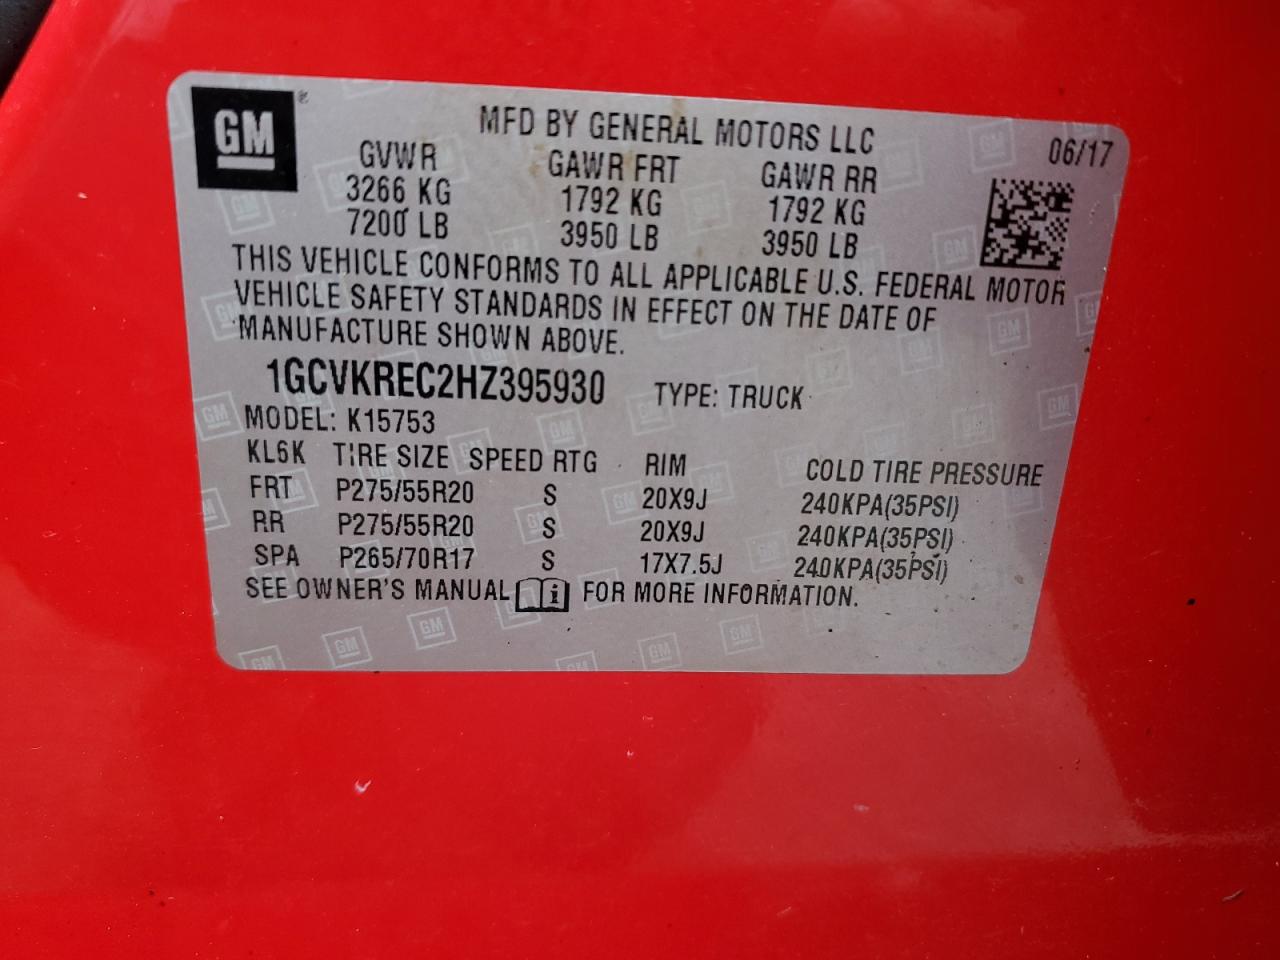 GM ®
MFD BY GENERAL MOTORS LLC
06/17
GVWR GAWR FRT GAWR RR
3266 KG 1792 KG 1792 KG
7200 LB 3950 LB 3950 LB
THIS VEHICLE CONFORMS TO ALL APPLICABLE U.S. FEDERAL MOTOR
VEHICLE SAFETY STANDARDS IN EFFECT ON THE DATE OF
MANUFACTURE SHOWN ABOVE.
1GCVKREC2HZ395930 TYPE: TRUCK
MODEL: K15753
KL6K TIRE SIZE SPEED RTG RIM COLD TIRE PRESSURE
FRT P275/55R20 S 20X9J 240KPA(35PSI)
RR P275/55R20 S 20X9J 240KPA(35PSI)
SPA P265/70R17 S 17X7.5J 240KPA(35PSI)
SEE OWNER'S MANUAL i FOR MORE INFORMATION.